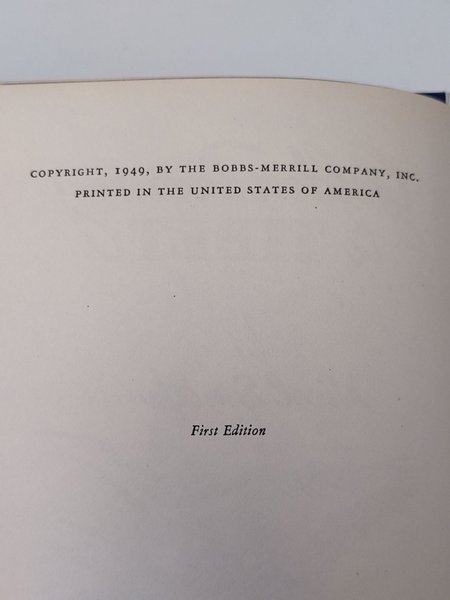 COPYRIGHT, 1949, BY THE BOBBS-MERRILL COMPANY, INC.
PRINTED IN THE UNITED STATES OF AMERICA
First Edition